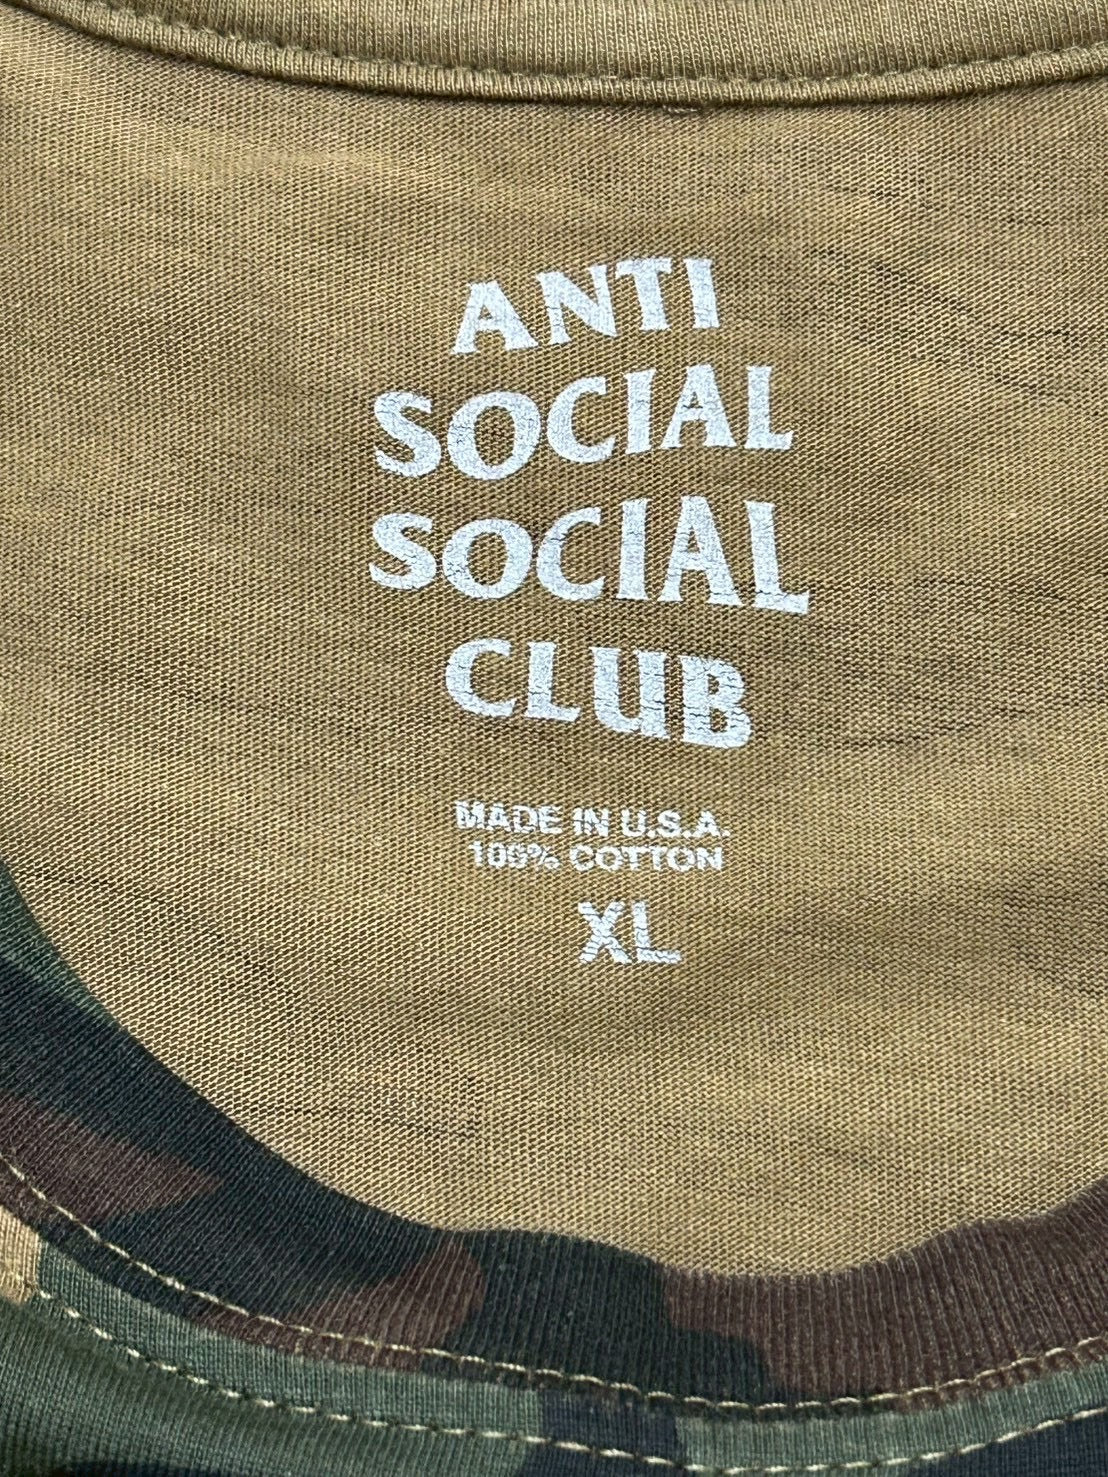 ANTI
SOCIAL
SOCIAL
CLUB
MADE IN U.S.A.
100% COTTON
XL